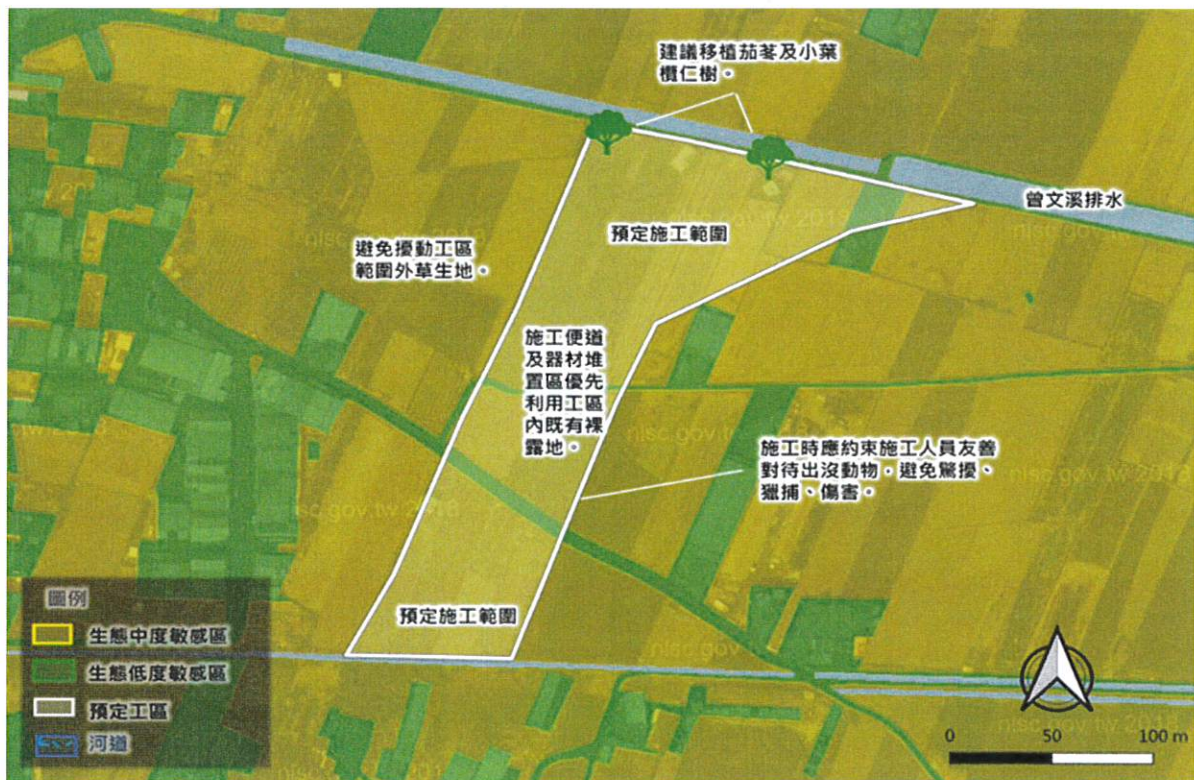 建議移植茄苳及小葉
欖仁樹。
曾文溪排水
預定施工範圍
避免擾動工區
範圍外草生地。
施工便道
及器材堆
置區優先
利用工區
內既有裸
露地。
施工時應約束施工人員友善
對待出沒動物，避免驚擾、
獵捕、傷害。
預定施工範圍
圖例
生態中度敏感區
生態低度敏感區
預定工區
河道
0 50 100 m
nlsc.gov.tw 2018